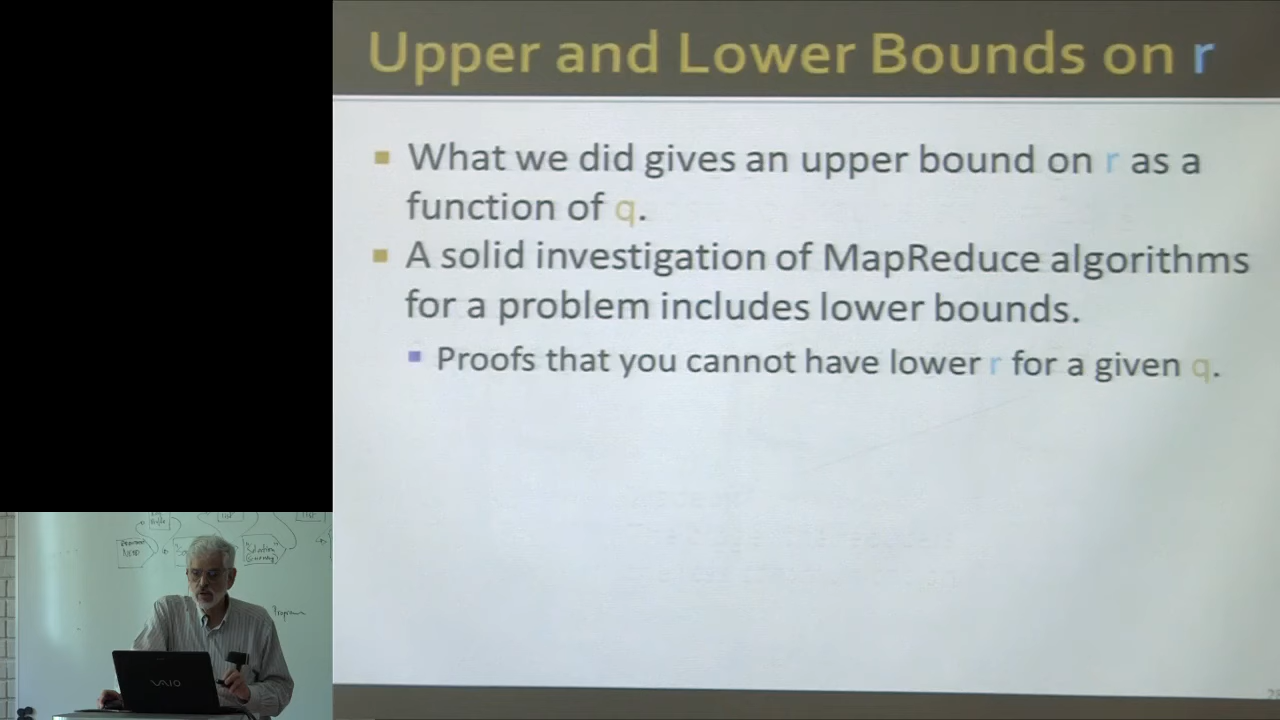 Upper and Lower Bounds on r
What we did gives an upper bound on r as a
function of q.
A solid investigation of MapReduce algorithms
for a problem includes lower bounds.
Proofs that you cannot have lower r for a given q.
VAIO